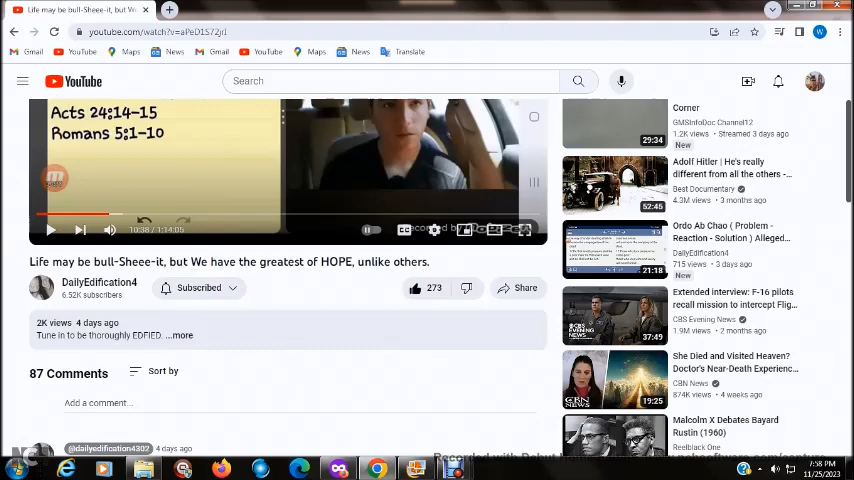 Life may be bull-Sheee-it, but W
youtube.com/watch?v=aPeD1S72jrI
Gmail YouTube Maps News Gmail YouTube Maps News Translate
YouTube
Search
Acts 24:14-15
Romans 5:1-10
10:38 / 1:14:05
Life may be bull-Sheee-it, but We have the greatest of HOPE, unlike others.
DailyEdification4
6.52K subscribers
Subscribed
273
Share
2K views 4 days ago
Tune in to be thoroughly EDFIED. ...more
87 Comments
Sort by
Add a comment...
@dailyedification4302 4 days ago
Corner
GMSInfoDoc Channel12
1.2K views • Streamed 3 days ago
New
29:34
Adolf Hitler | He's really
different from all the others -
Best Documentary
4.3M views • 3 months ago
52:45
Ordo Ab Chao ( Problem -
Reaction - Solution ) Alleged...
DailyEdification4
715 views • 3 days ago
New
21:18
Extended interview: F-16 pilots
recall mission to intercept Flig...
CBS Evening News
1.9M views • 2 months ago
37:49
She Died and Visited Heaven?
Doctor's Near-Death Experienc...
CBN News
874K views • 4 weeks ago
19:25
Malcolm X Debates Bayard
Rustin (1960)
Reelblack One
7:58 PM
11/25/2023